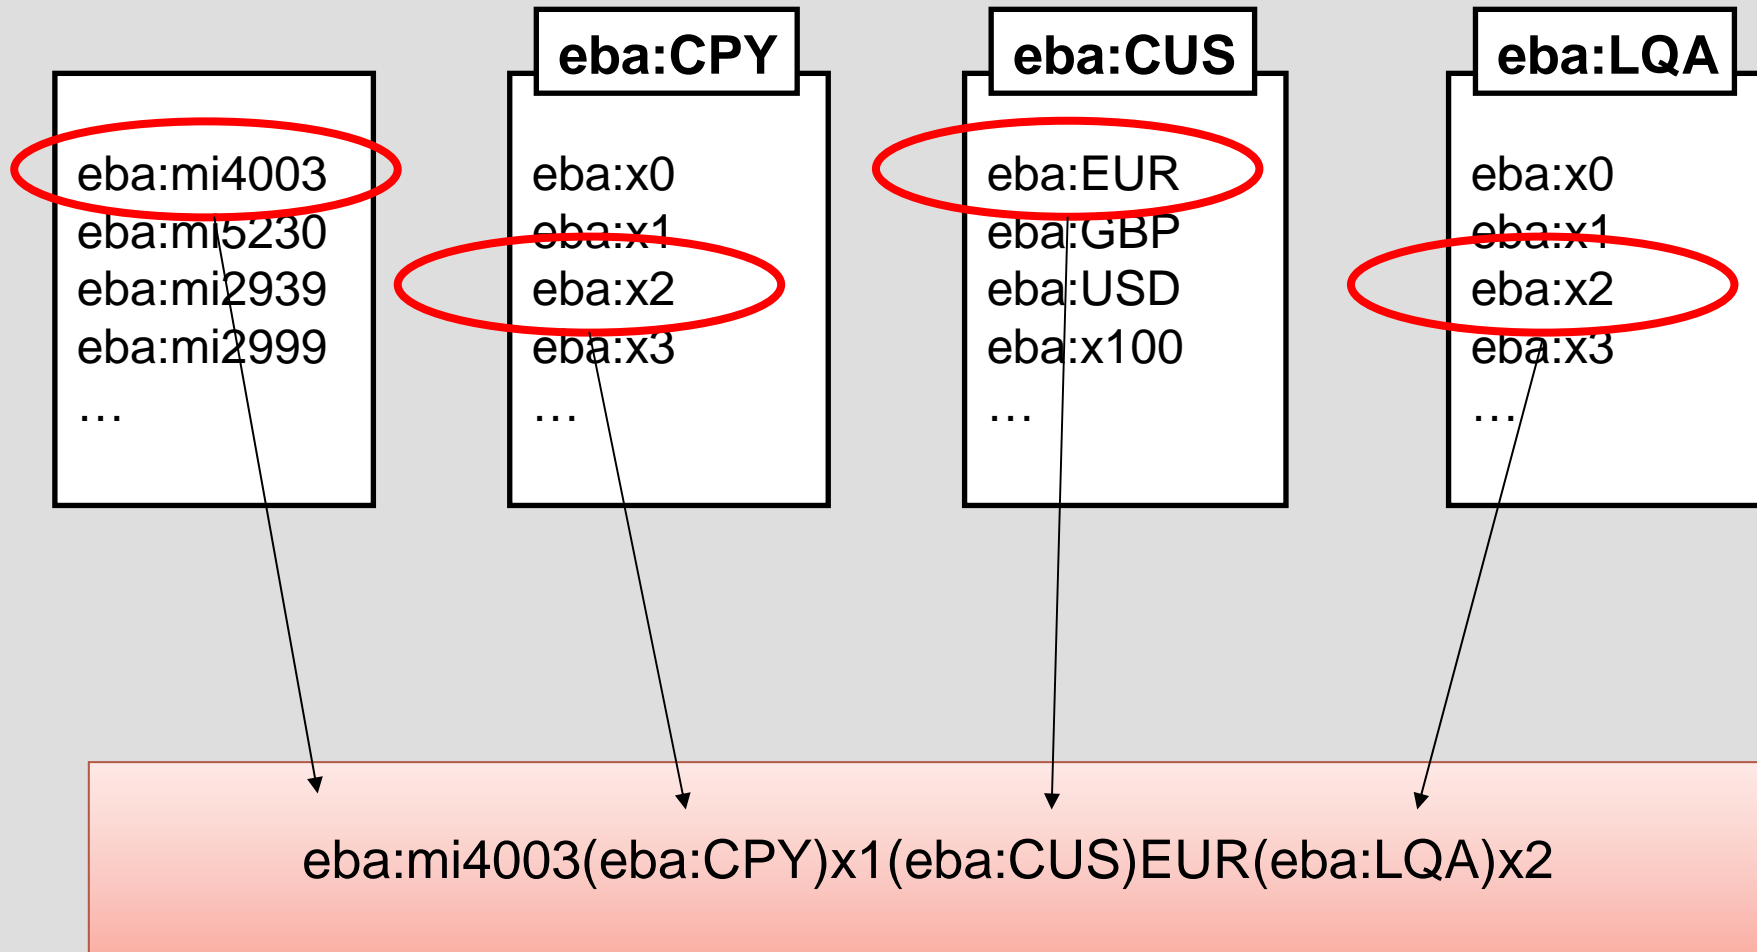 eba:mi4003
eba:mi5230
eba:mi2939
eba:mi2999
…
eba:CPY
eba:x0
eba:x1
eba:x2
eba:x3
…
eba:CUS
eba:EUR
eba:GBP
eba:USD
eba:x100
…
eba:LQA
eba:x0
eba:x1
eba:x2
eba:x3
…
eba:mi4003(eba:CPY)x1(eba:CUS)EUR(eba:LQA)x2